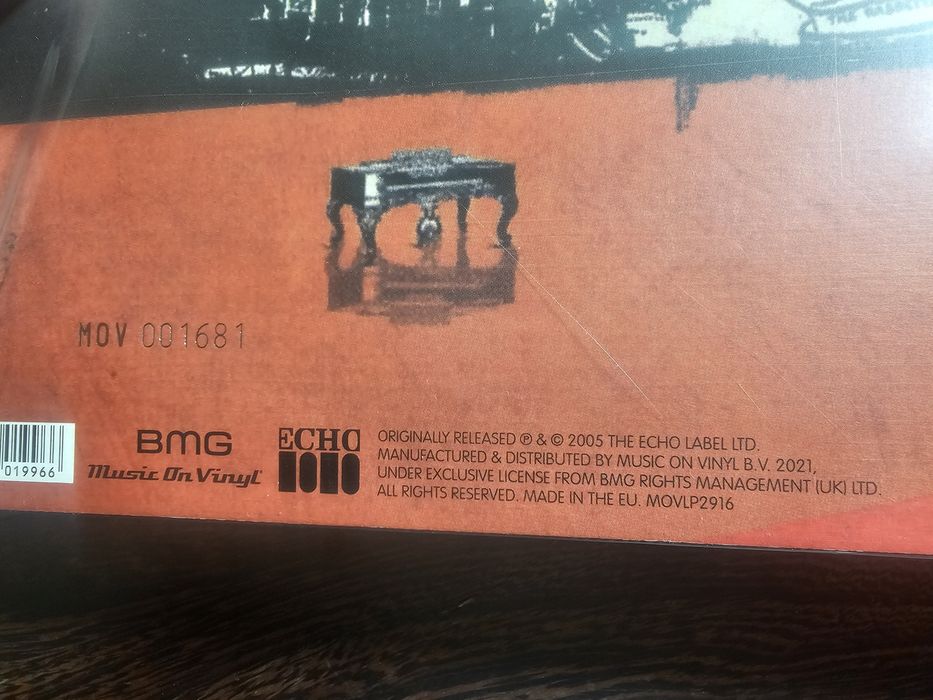 MOV 001681
019966
BMG
Music On Vinyl
ECHO
ORIGINALLY RELEASED ℗ & © 2005 THE ECHO LABEL LTD.
MANUFACTURED & DISTRIBUTED BY MUSIC ON VINYL B.V. 2021,
UNDER EXCLUSIVE LICENSE FROM BMG RIGHTS MANAGEMENT (UK) LTD.
ALL RIGHTS RESERVED. MADE IN THE EU. MOVLP2916